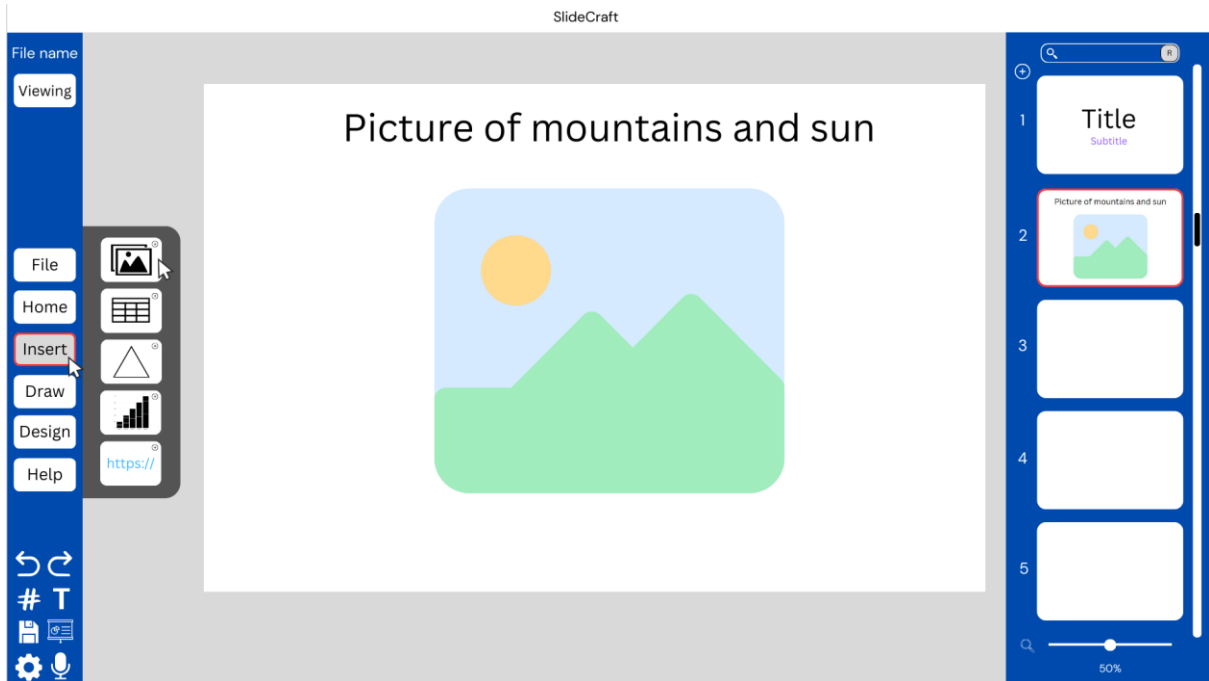 SlideCraft
File name
Viewing
File
Home
Insert
Draw
Design
Help
# T
https://
Picture of mountains and sun
R
1
Title
Subtitle
2
Picture of mountains and sun
3
4
5
50%